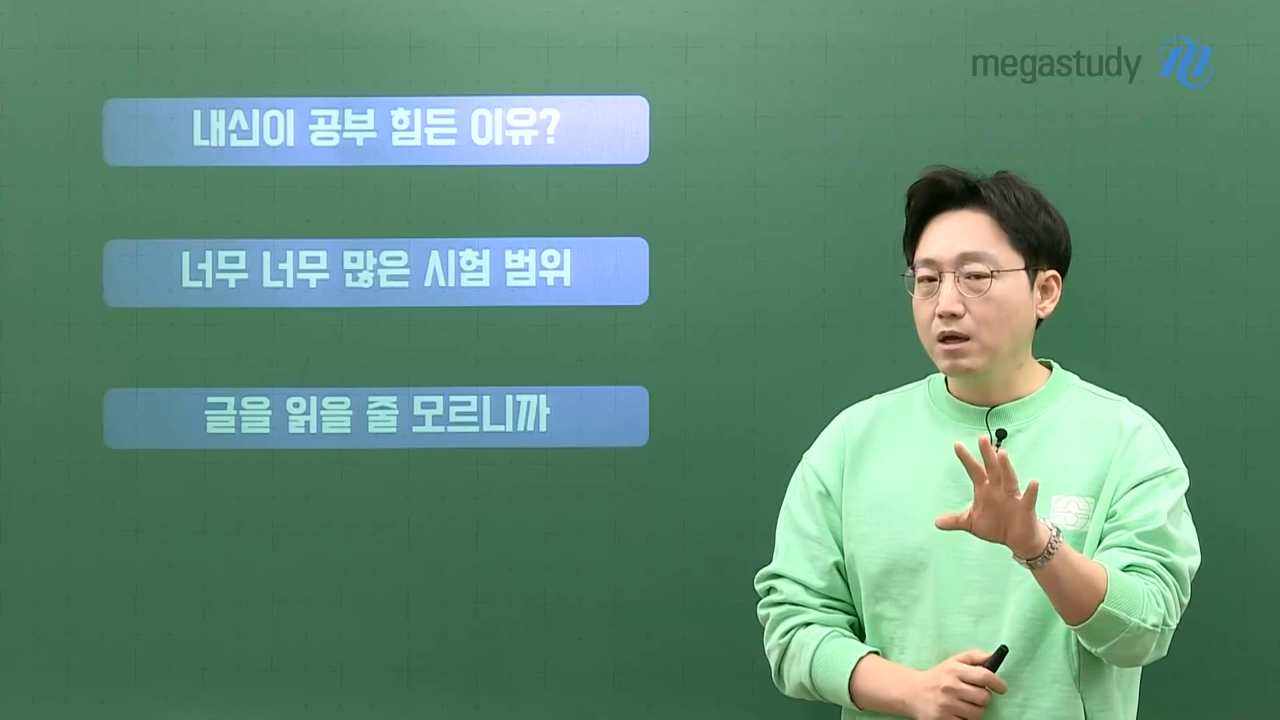 megastudy
내신이 공부 힘든 이유?
너무 너무 많은 시험 범위
글을 읽을 줄 모르니까